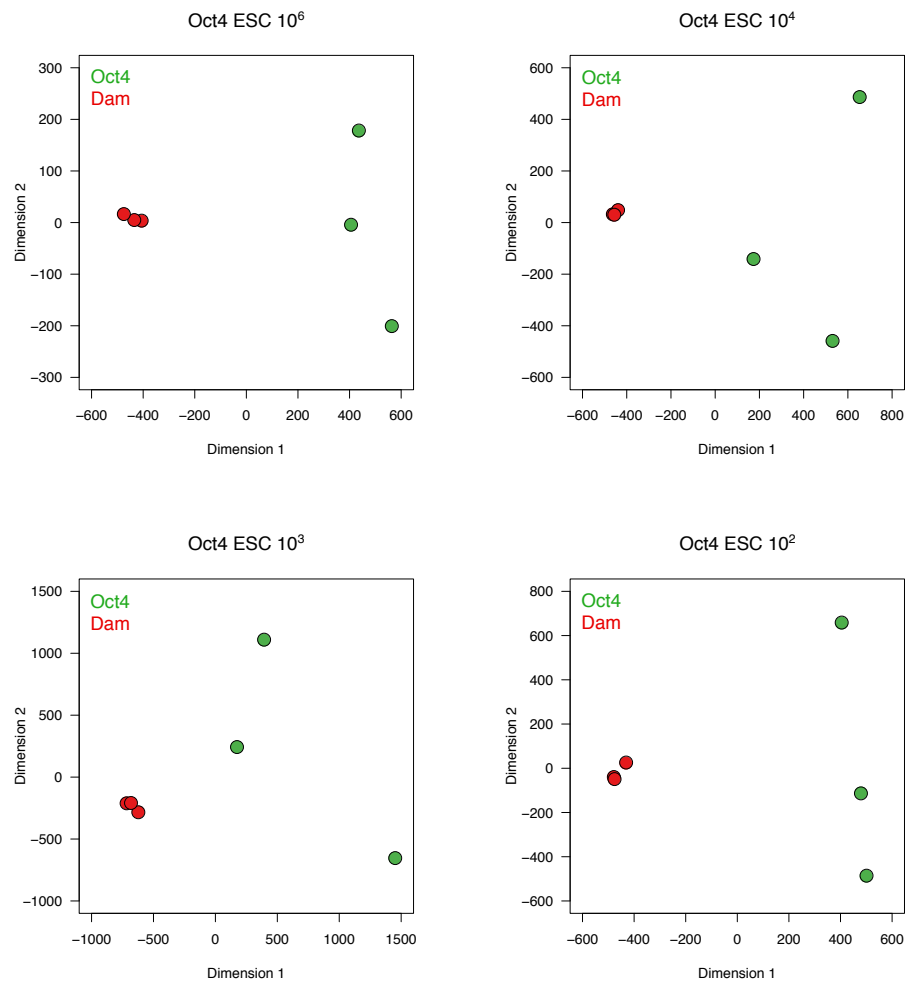 Oct4 ESC 10⁶
Oct4
Dam
300
200
100
0
−100
−200
−300
Dimension 2
−600 −400 −200 0 200 400 600
Dimension 1
Oct4 ESC 10⁴
Oct4
Dam
600
400
200
0
−200
−400
−600
Dimension 2
−600 −400 −200 0 200 400 600 800
Dimension 1
Oct4 ESC 10³
Oct4
Dam
1500
1000
500
0
−500
−1000
Dimension 2
−1000 −500 0 500 1000 1500
Dimension 1
Oct4 ESC 10²
Oct4
Dam
800
600
400
200
0
−200
−400
−600
Dimension 2
−600 −400 −200 0 200 400 600
Dimension 1